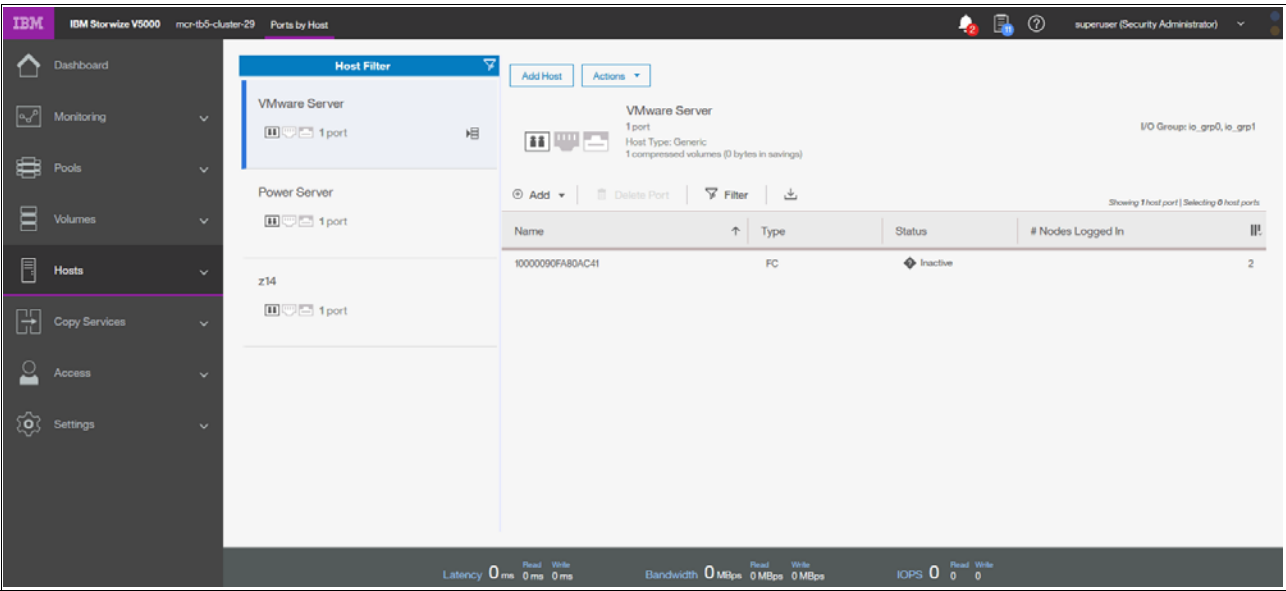 IBM IBM Storwize V5000 mcr-tb5-cluster-29 Ports by Host 2 11 superuser (Security Administrator)
Dashboard
Monitoring
Pools
Volumes
Hosts
Copy Services
Access
Settings
Host Filter
VMware Server
1 port
Power Server
1 port
z14
1 port
Add Host Actions
VMware Server
1 port
Host Type: Generic
1 compressed volumes (0 bytes in savings)
I/O Group: io_grp0, io_grp1
Add Delete Port Filter
Showing 1 host port | Selecting 0 host ports
Name Type Status # Nodes Logged In
10000090FA80AC41 FC Inactive 2
Latency 0 ms Read 0 ms Write 0 ms Bandwidth 0 MBps Read 0 MBps Write 0 MBps IOPS 0 Read 0 Write 0